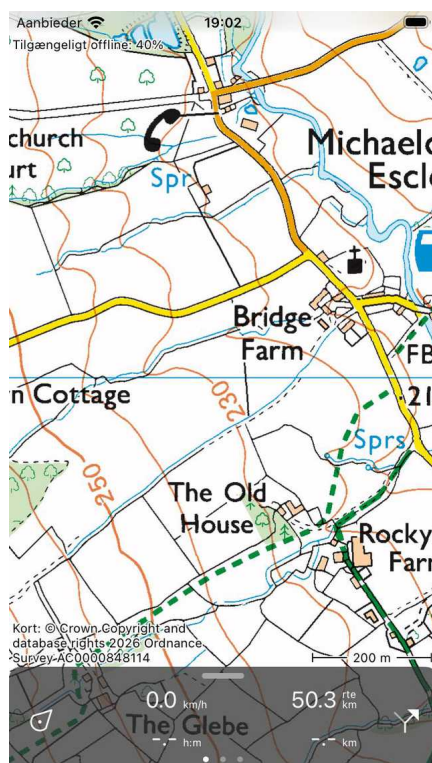 Aanbieder 19:02
Tilgængeligt offline: 40%
church
urt
Michael
Escl
Spr
Bridge
Farm
FB
n Cottage
21
230
Sprs
250
The Old
House
Rocky
Farm
Kort: © Crown Copyright and
database rights 2026 Ordnance
Survey AC0000848114
200 m
0.0 km/h
50.3 rte km
The Glebe
-:- h:m
-.- km